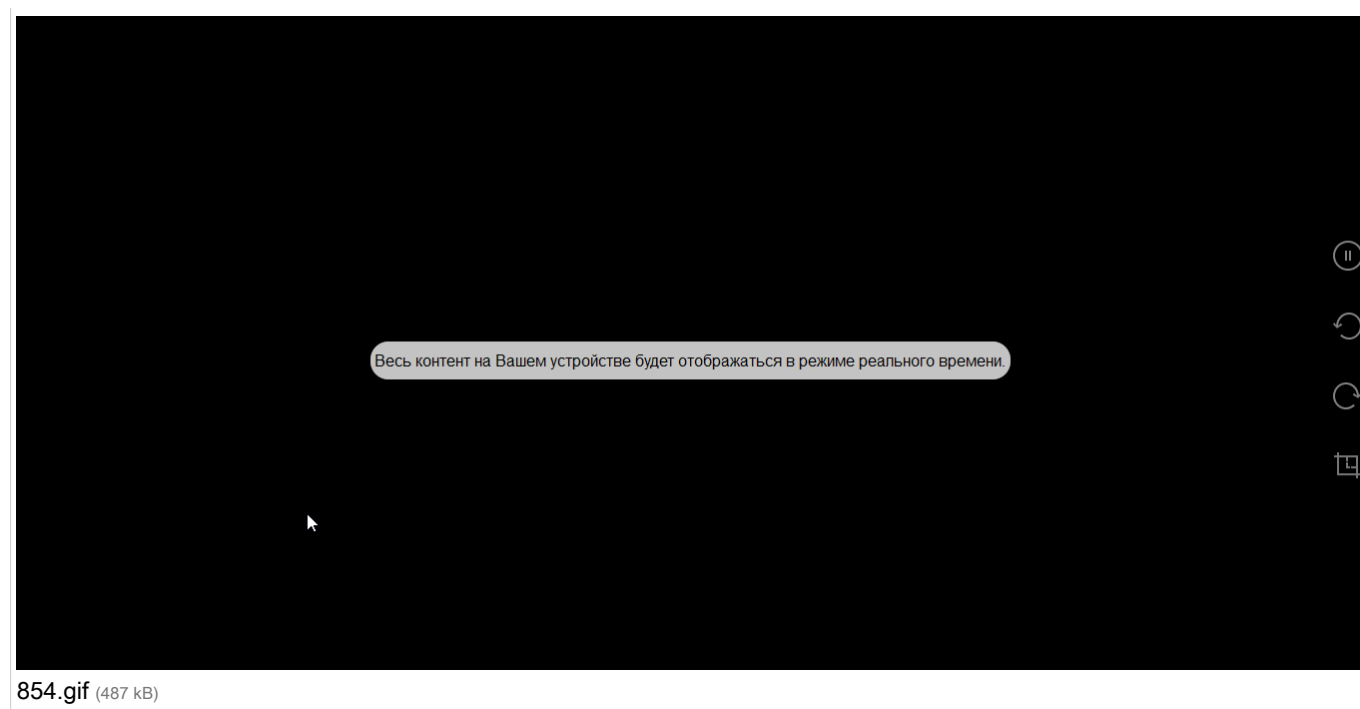 Весь контент на Вашем устройстве будет отображаться в режиме реального времени.
854.gif (487 kB)